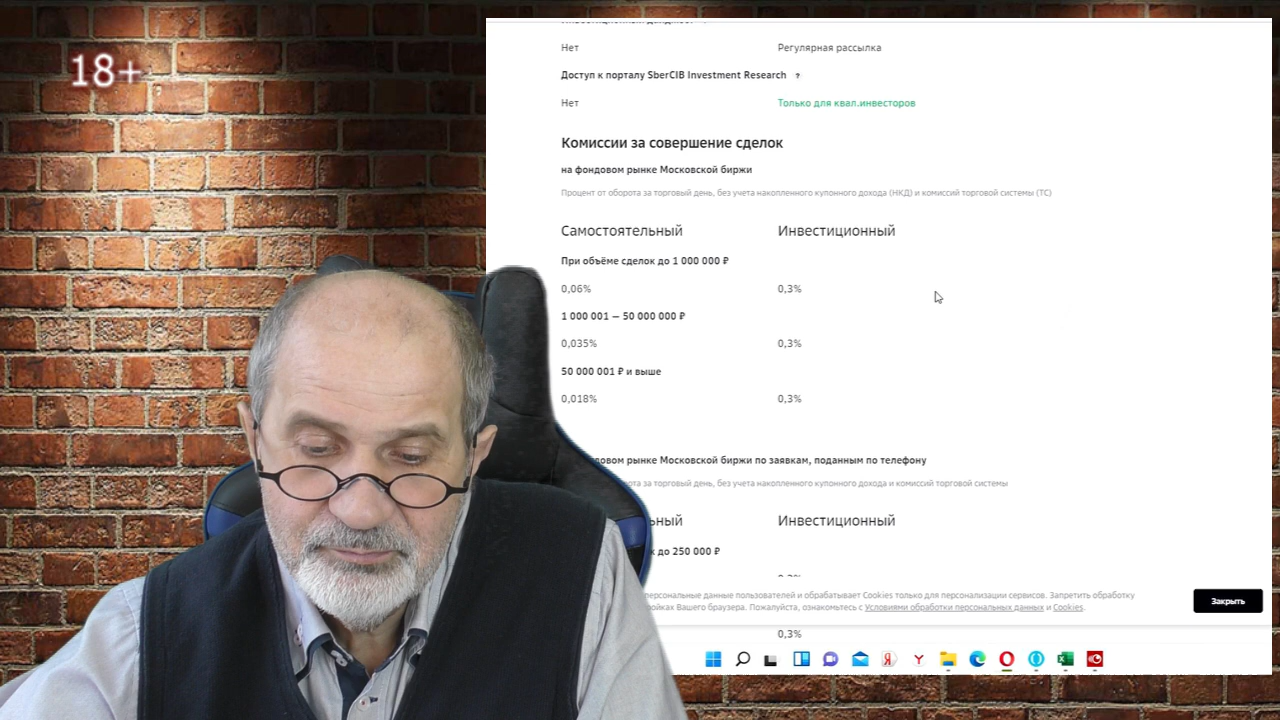 18+
Нет Регулярная рассылка
Доступ к порталу SberCIB Investment Research ?
Нет Только для квал.инвесторов
Комиссии за совершение сделок
на фондовом рынке Московской биржи
Процент от оборота за торговый день, без учета накопленного купонного дохода (НКД) и комиссий торговой системы (ТС)
Самостоятельный Инвестиционный
При объёме сделок до 1 000 000 ₽
0,06% 0,3%
1 000 001 — 50 000 000 ₽
0,035% 0,3%
50 000 001 ₽ и выше
0,018% 0,3%
рынке Московской биржи по заявкам, поданным по телефону
за торговый день, без учета накопленного купонного дохода и комиссий торговой системы
Инвестиционный
до 250 000 ₽
персональные данные пользователей и обрабатывает Cookies только для персонализации сервисов. Запретить обработку
Вашего браузера. Пожалуйста, ознакомьтесь с Условиями обработки персональных данных и Cookies.
Закрыть
0,3%